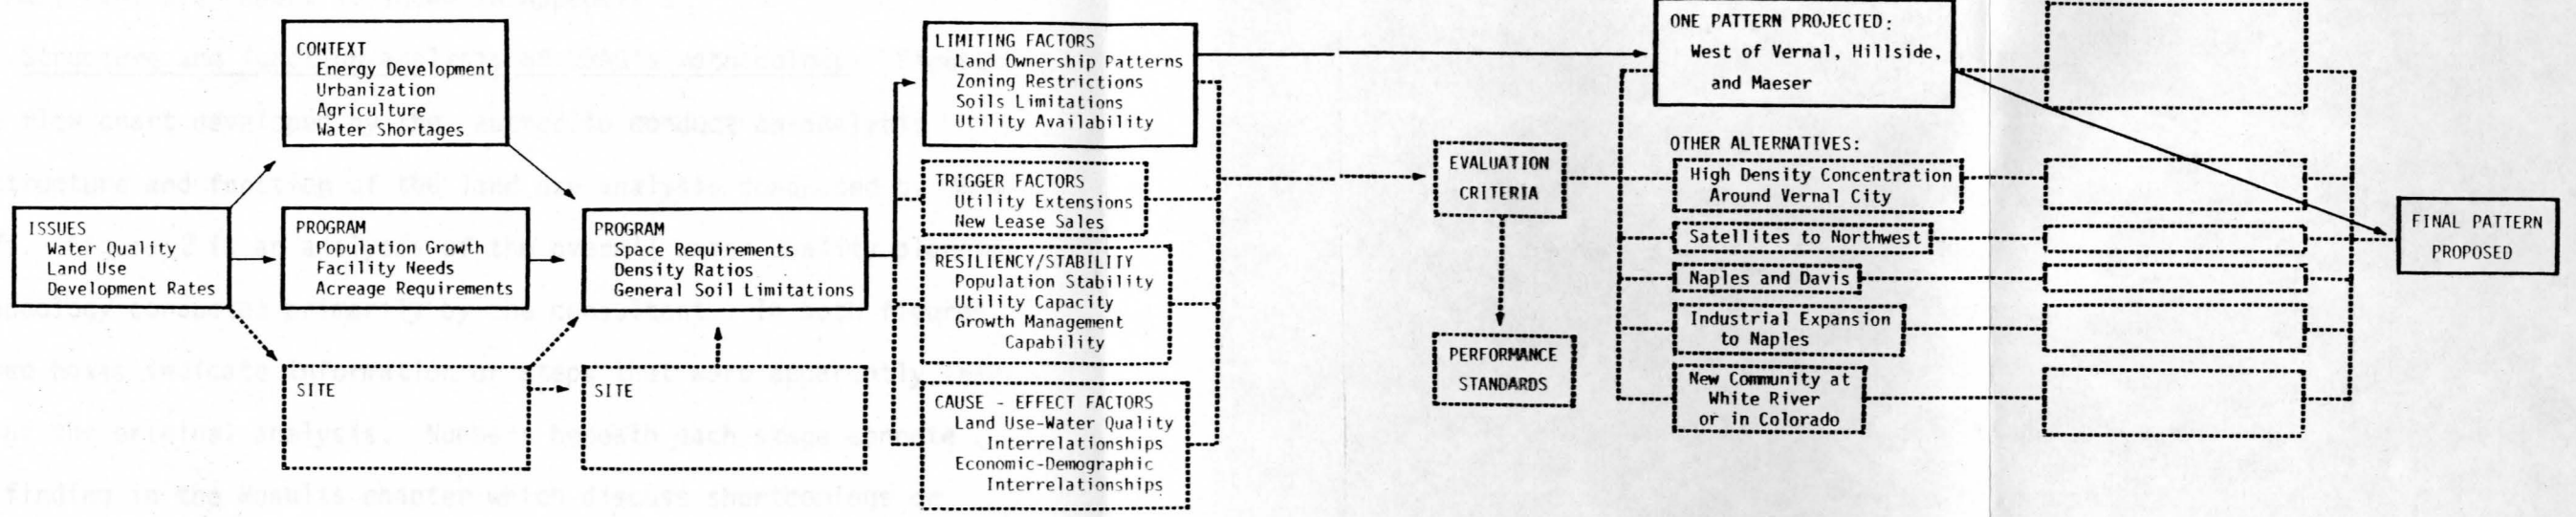 ISSUES
Water Quality
Land Use
Development Rates
CONTEXT
Energy Development
Urbanization
Agriculture
Water Shortages
PROGRAM
Population Growth
Facility Needs
Acreage Requirements
SITE
PROGRAM
Space Requirements
Density Ratios
General Soil Limitations
SITE
LIMITING FACTORS
Land Ownership Patterns
Zoning Restrictions
Soils Limitations
Utility Availability
TRIGGER FACTORS
Utility Extensions
New Lease Sales
RESILIENCY/STABILITY
Population Stability
Utility Capacity
Growth Management
Capability
CAUSE - EFFECT FACTORS
Land Use-Water Quality
Interrelationships
Economic-Demographic
Interrelationships
EVALUATION
CRITERIA
PERFORMANCE
STANDARDS
ONE PATTERN PROJECTED:
West of Vernal, Hillside,
and Maeser
OTHER ALTERNATIVES:
High Density Concentration
Around Vernal City
Satellites to Northwest
Naples and Davis
Industrial Expansion
to Naples
New Community at
White River
or in Colorado
FINAL PATTERN
PROPOSED